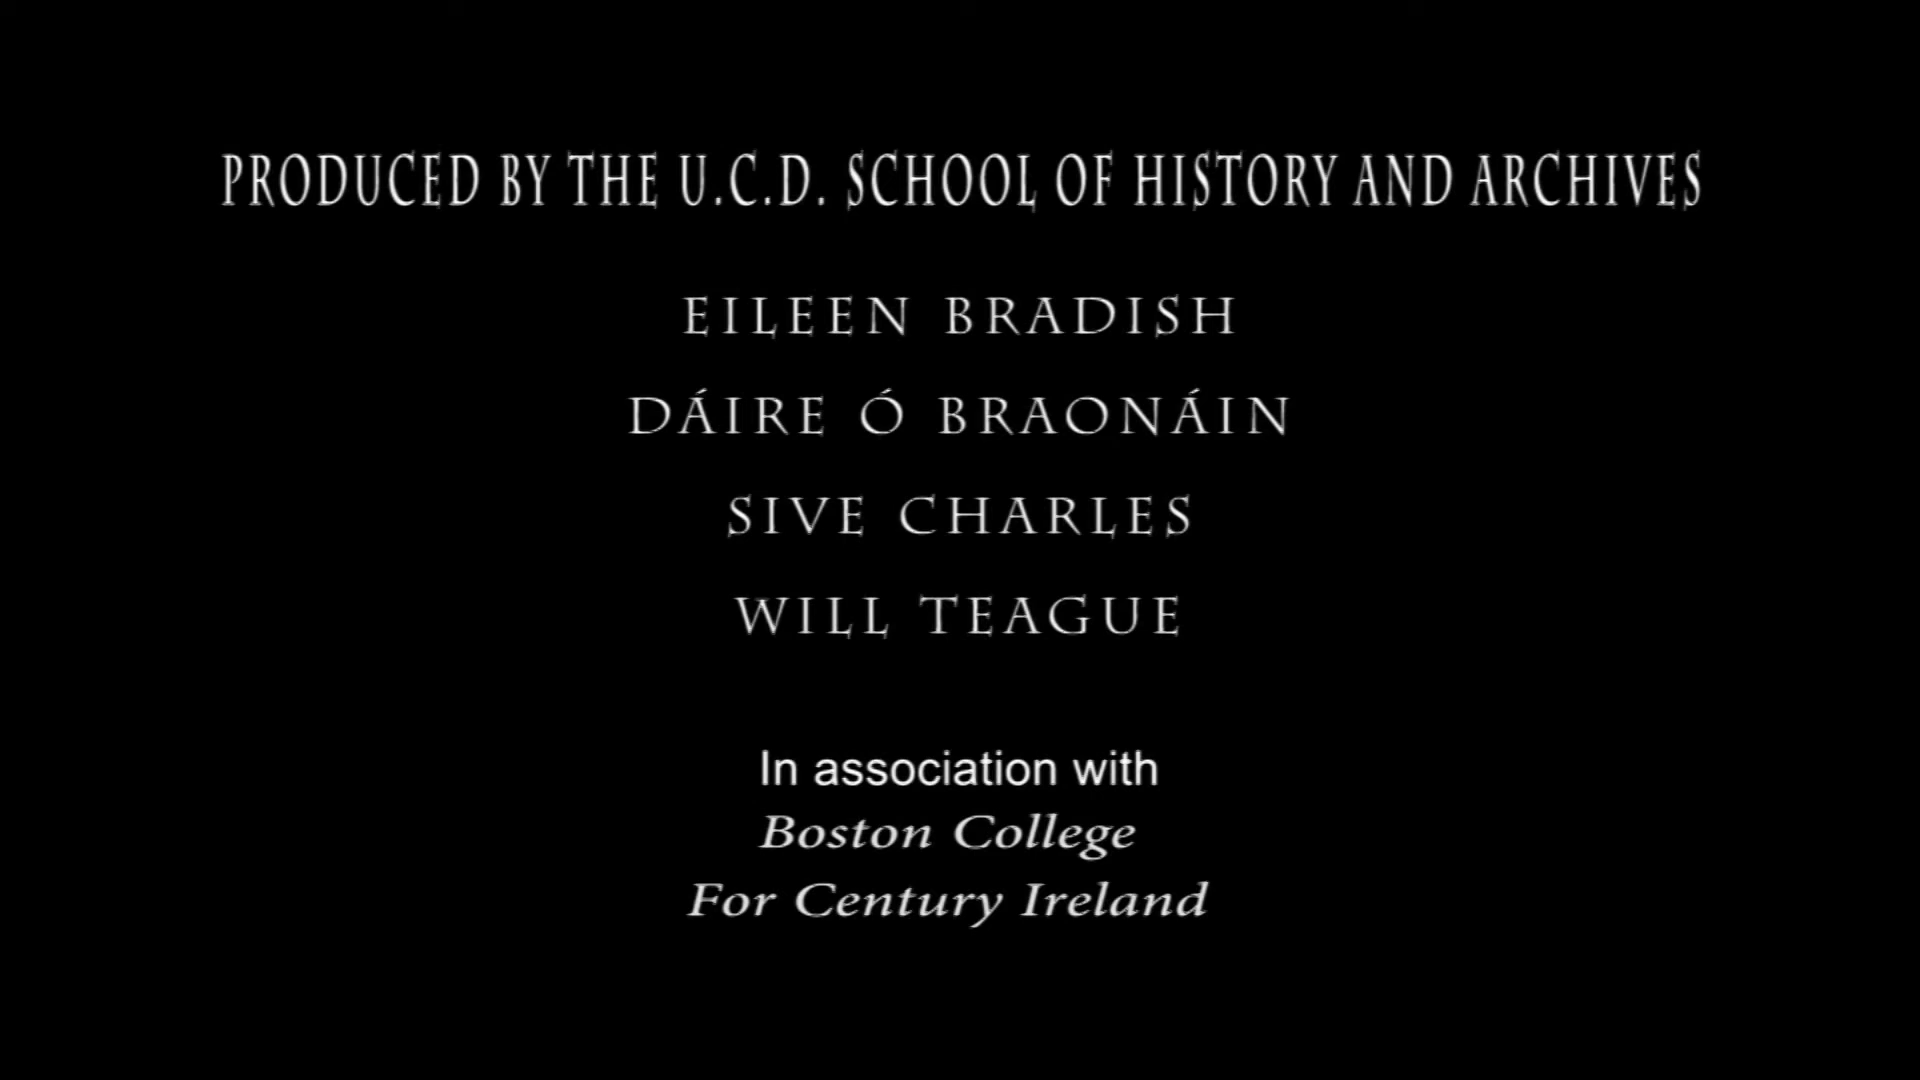 PRODUCED BY THE U.C.D. SCHOOL OF HISTORY AND ARCHIVES
EILEEN BRADISH
DÁIRE Ó BRAONÁIN
SIVE CHARLES
WILL TEAGUE
In association with
Boston College
For Century Ireland